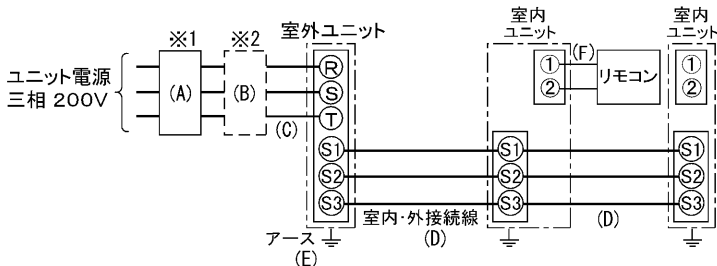 ※1
※2
室外ユニット
室内
ユニット
室内
ユニット
ユニット電源
三相 200V
(A)
(B)
(C)
R
S
T
① 
②
(F)
リモコン
①
②
S1
S2
S3
S1
S2
S3
S1
S2
S3
室内・外接続線
(D)
(D)
アース
(E)